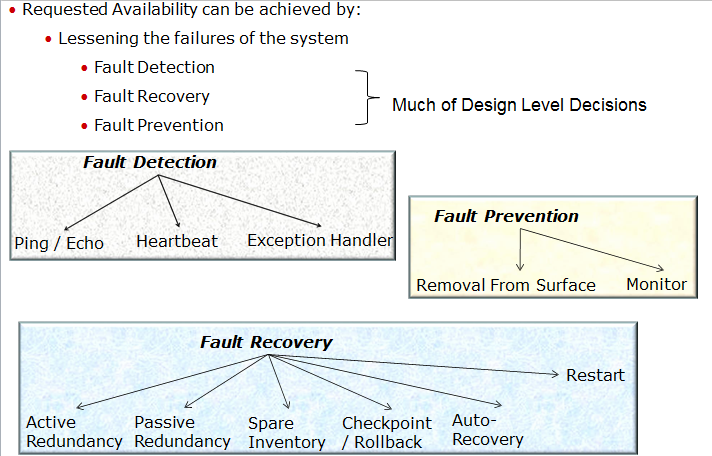 Requested Availability can be achieved by:
Lessening the failures of the system
Fault Detection
Fault Recovery
Fault Prevention
Much of Design Level Decisions
Fault Detection
Ping / Echo
Heartbeat
Exception Handler
Fault Prevention
Removal From Surface
Monitor
Fault Recovery
Restart
Active
Redundancy
Passive
Redundancy
Spare
Inventory
Checkpoint
/ Rollback
Auto-
Recovery